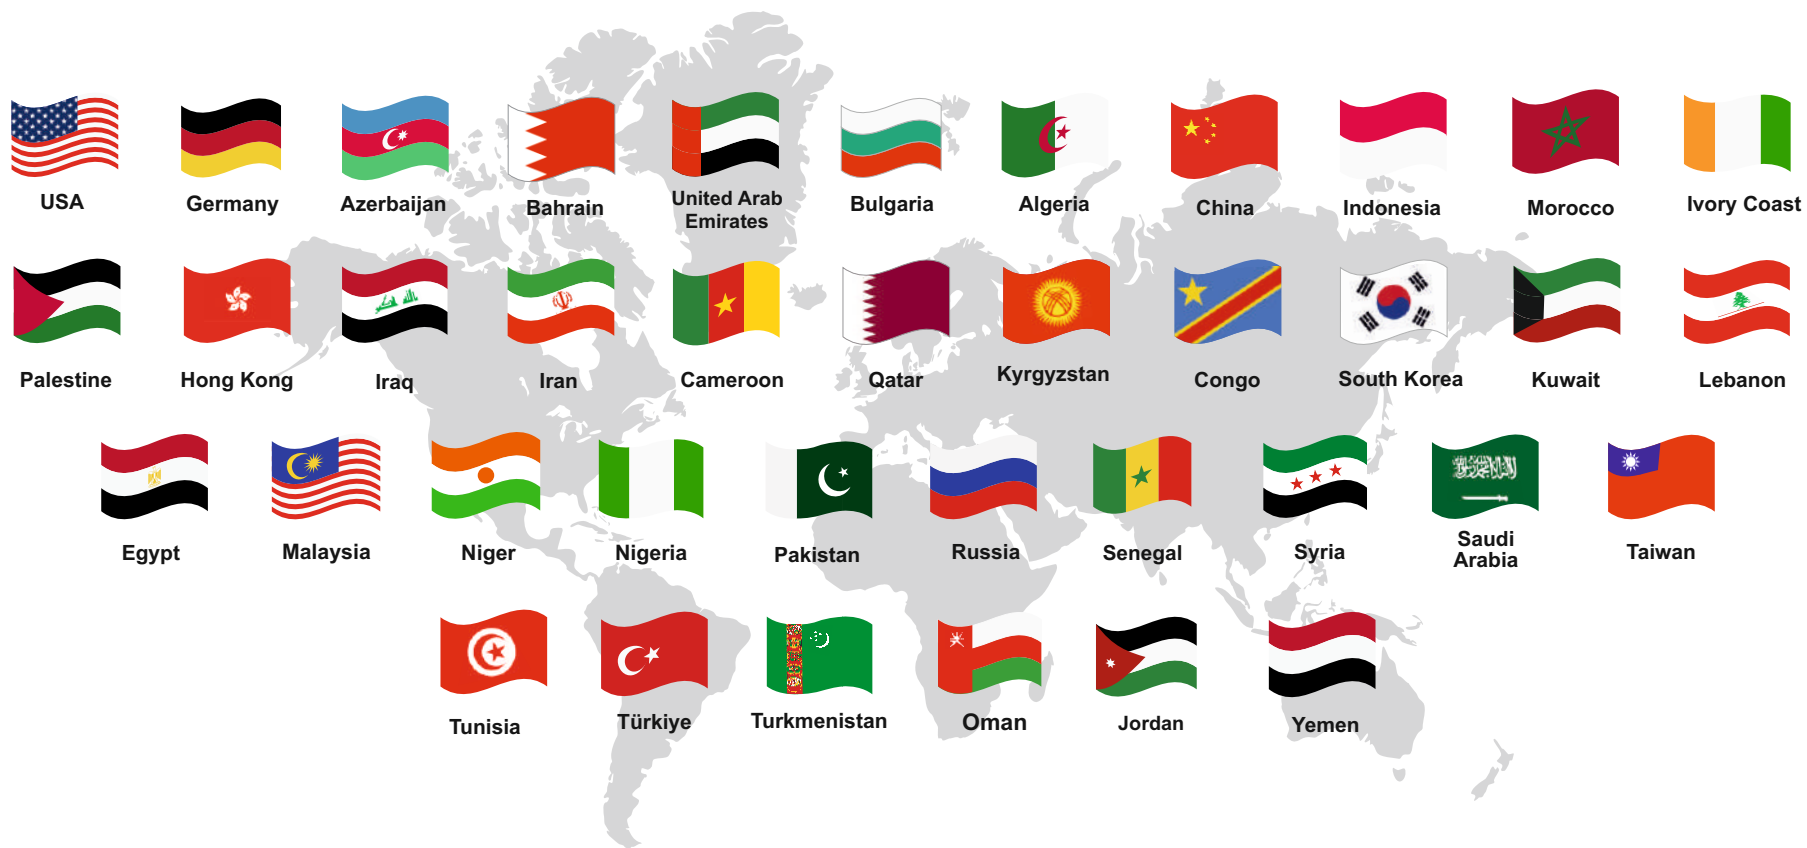 USA
Germany
Azerbaijan
Bahrain
United Arab
Emirates
Bulgaria
Algeria
China
Indonesia
Morocco
Ivory Coast
Palestine
Hong Kong
Iraq
Iran
Cameroon
Qatar
Kyrgyzstan
Congo
South Korea
Kuwait
Lebanon
Egypt
Malaysia
Niger
Nigeria
Pakistan
Russia
Senegal
Syria
Saudi
Arabia
Taiwan
Tunisia
Türkiye
Turkmenistan
Oman
Jordan
Yemen